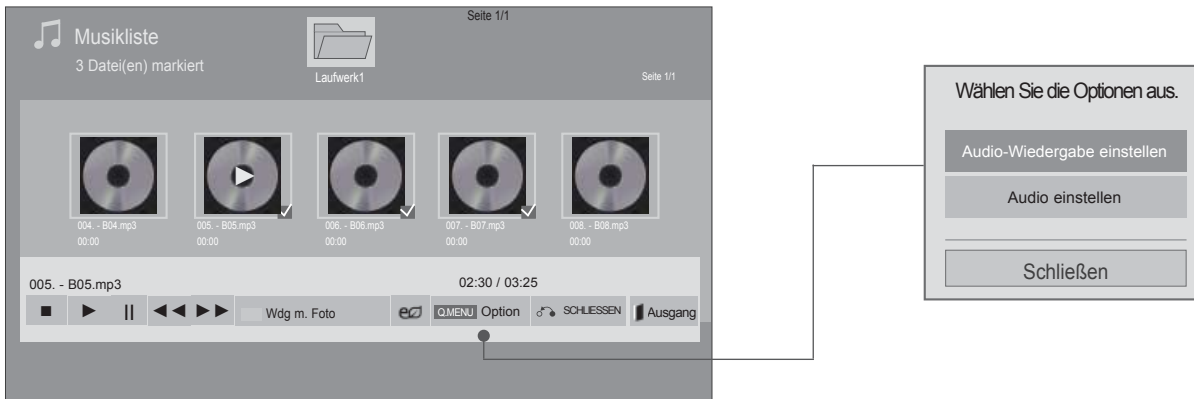 Seite 1/1
Musikliste
3 Datei(en) markiert
Laufwerk1
Seite 1/1
004. - B04.mp3
00:00
005. - B05.mp3
00:00
006. - B06.mp3
00:00
007. - B07.mp3
00:00
008. - B08.mp3
00:00
005. - B05.mp3
02:30 / 03:25
Wdg m. Foto
Q.MENU Option
SCHLIESSEN
Ausgang
Wählen Sie die Optionen aus.
Audio-Wiedergabe einstellen
Audio einstellen
Schließen